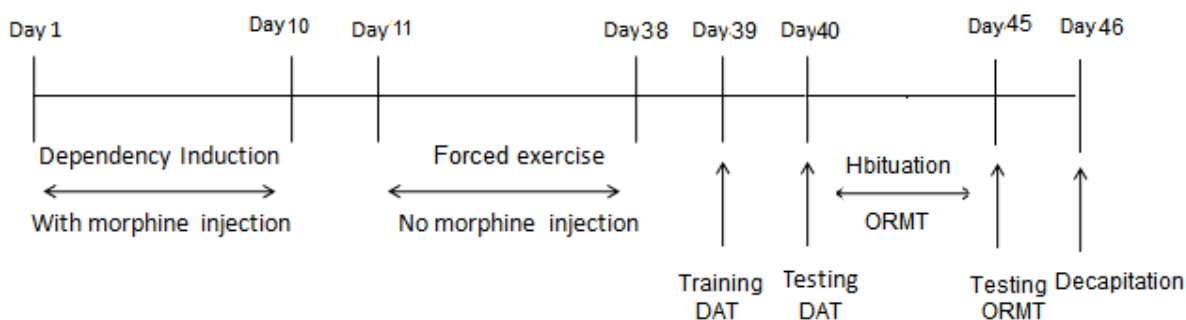 Day 1
Day 10
Day 11
Day 38
Day 39
Day 40
Day 45
Day 46
Dependency Induction
With morphine injection
Forced exercise
No morphine injection
Hbituation
ORMT
Training
DAT
Testing
DAT
Testing
ORMT
Decapitation